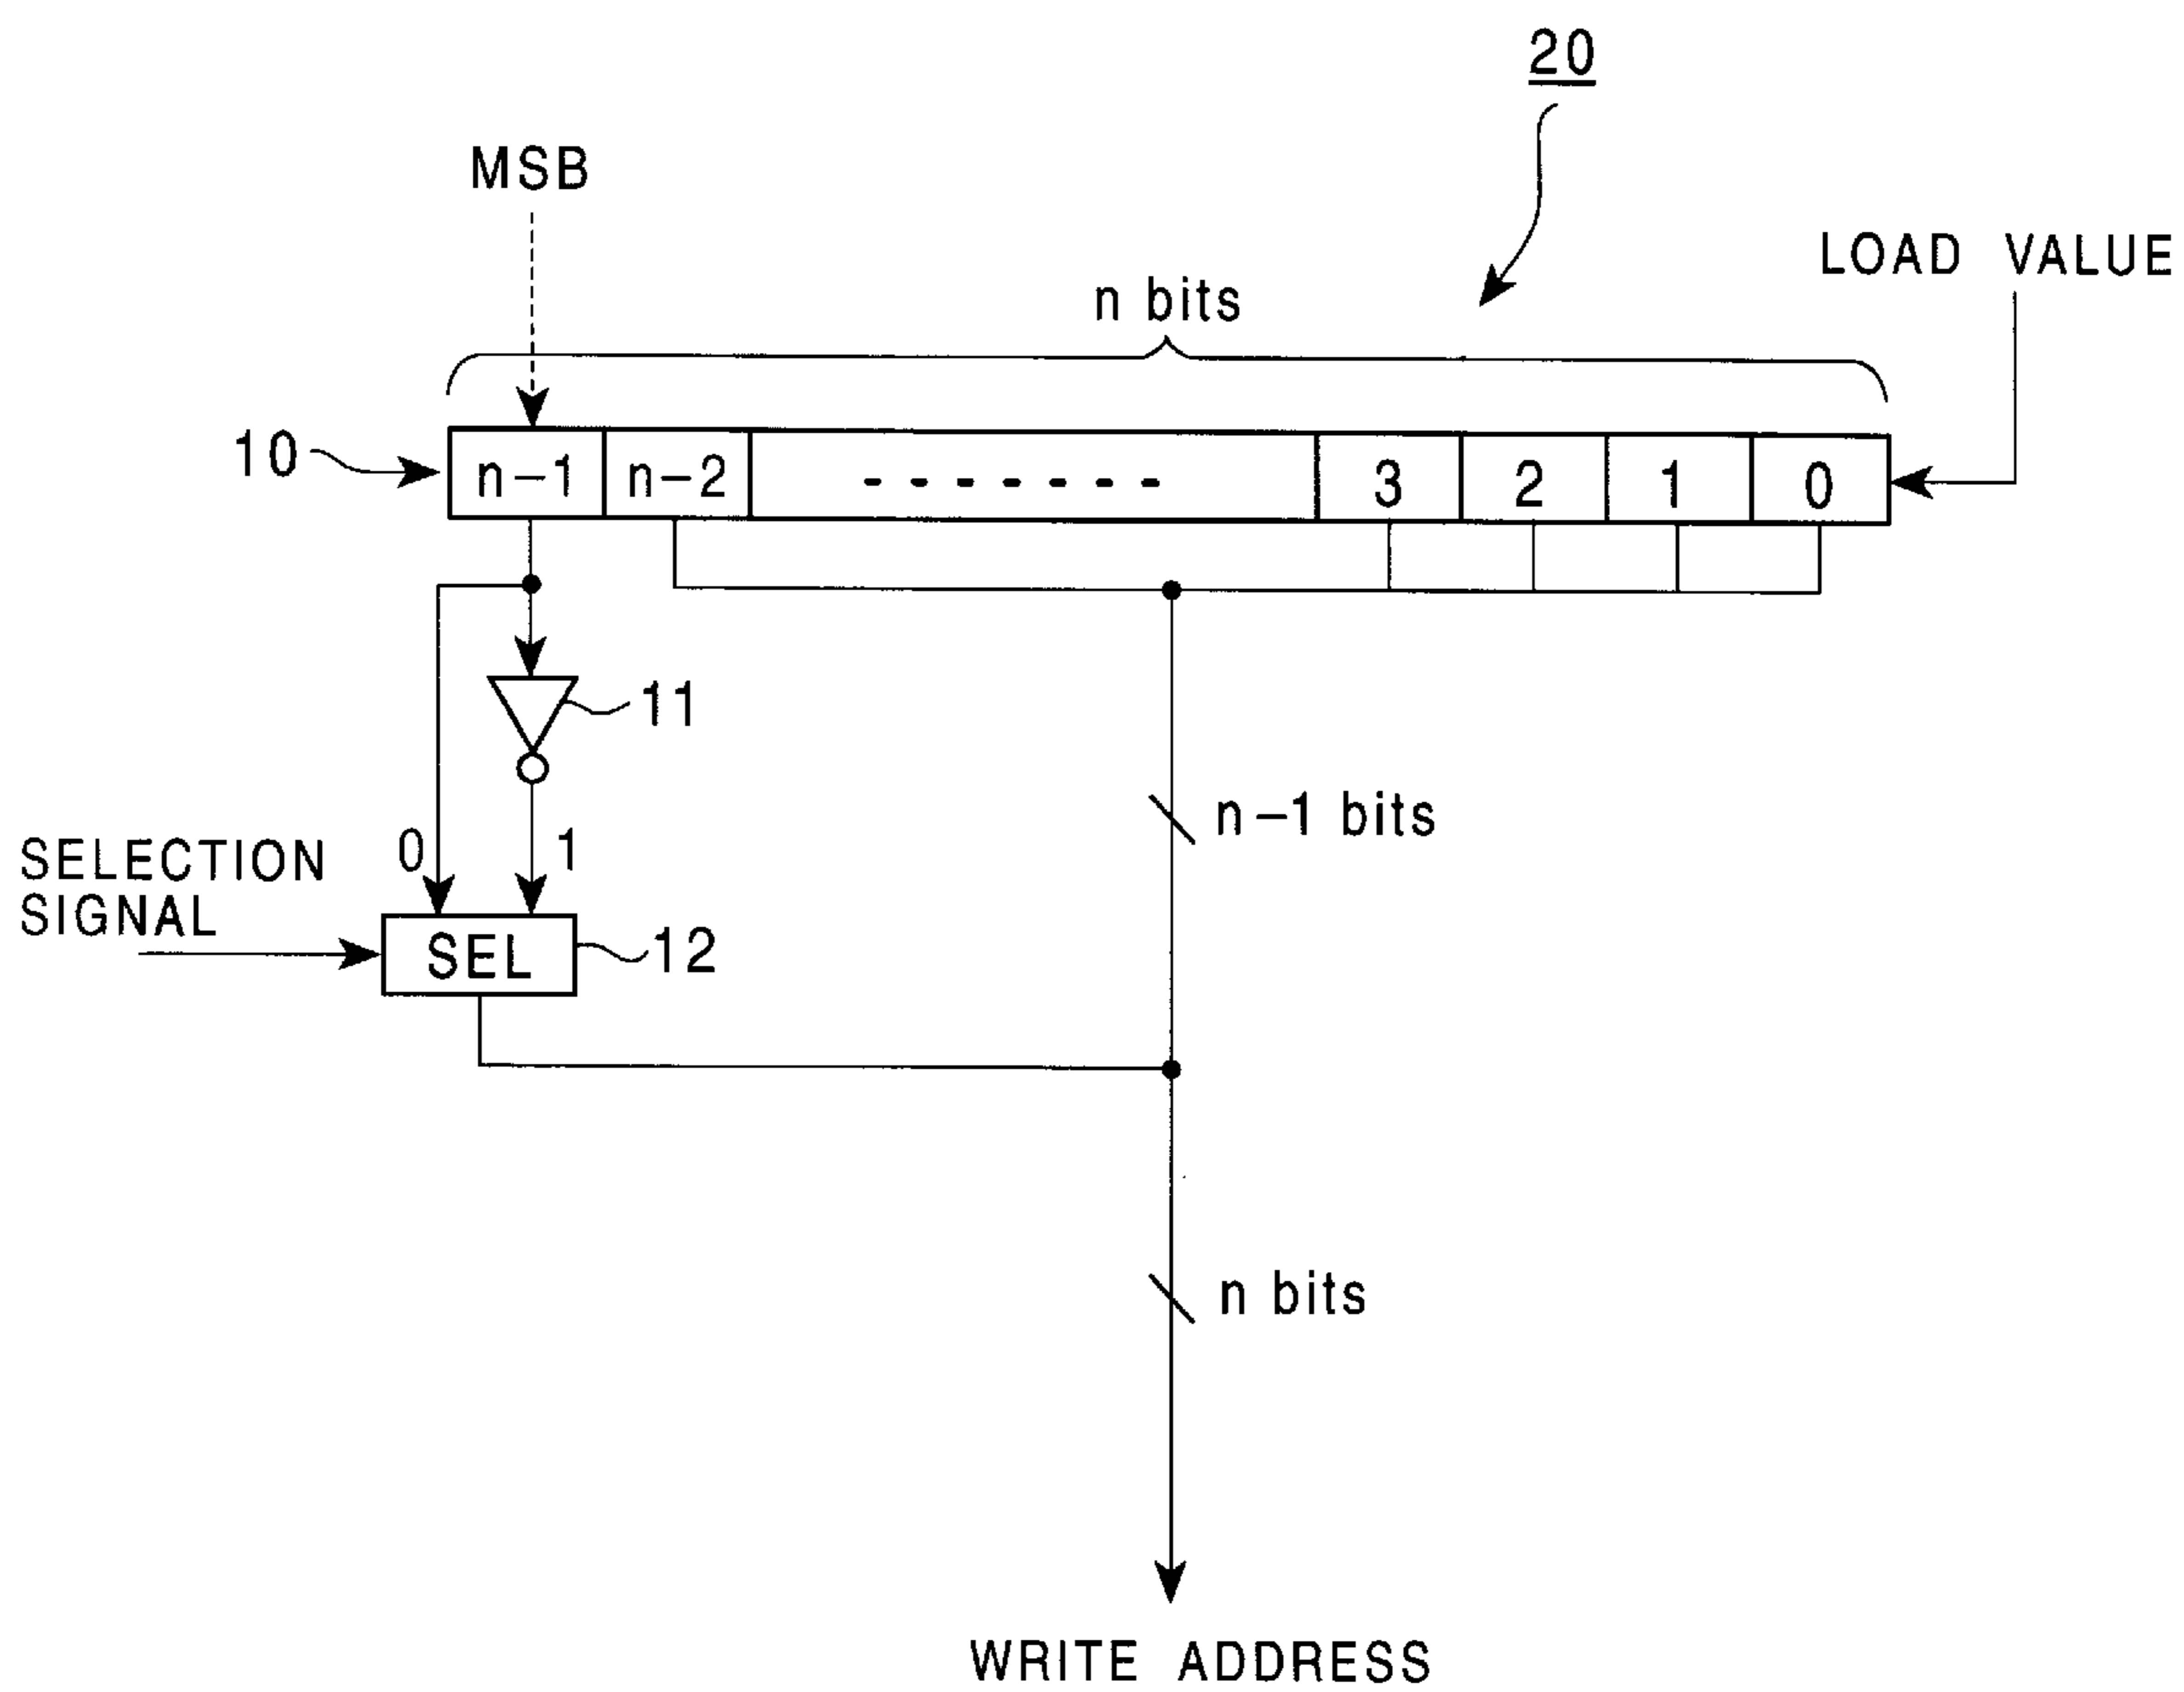 20
MSB
LOAD VALUE
n bits
10
n-1 n-2 ------- 3 2 1 0
11
n-1 bits
0 1
SELECTION
SIGNAL
SEL
12
n bits
WRITE ADDRESS